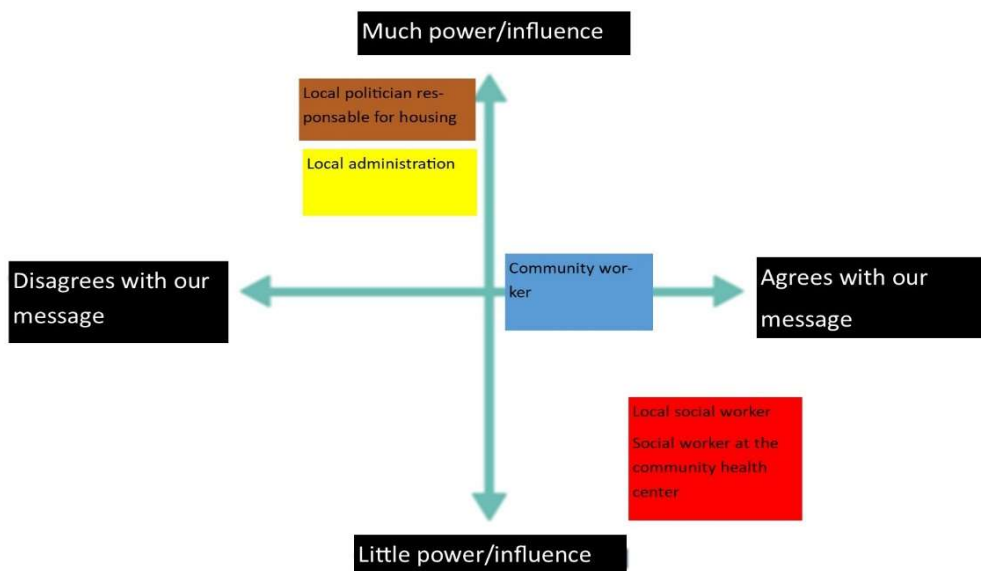 Much power/influence
Local politician res-
ponsable for housing
Local administration
Community wor-
ker
Disagrees with our
message
Agrees with our
message
Local social worker
Social worker at the
community health
center
Little power/influence